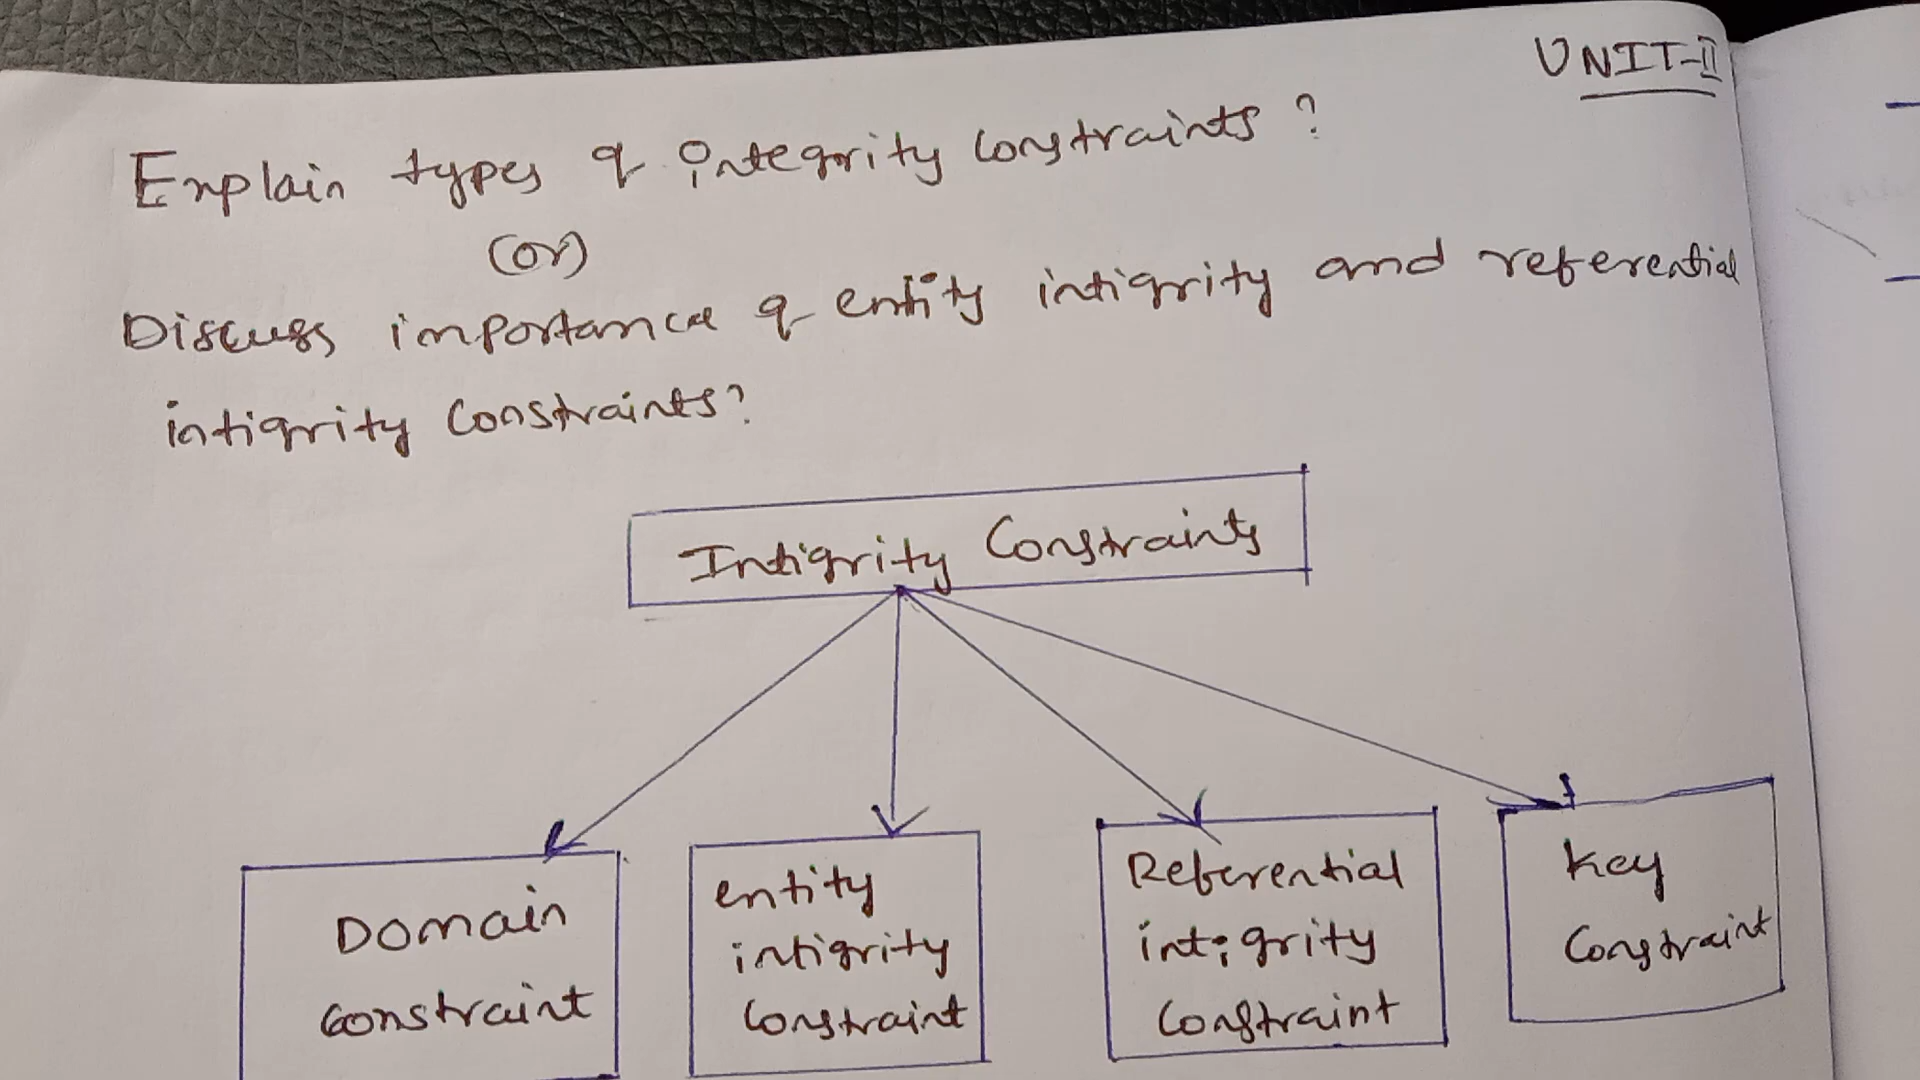 UNIT-II
Explain types of integrity constraints?
(or)
Discuss importance of entity intigrity and referential
intigrity constraints?
Intigrity Constraints
Domain
constraint
entity
intigrity
constraint
Referential
intigrity
constraint
Key
Constraint